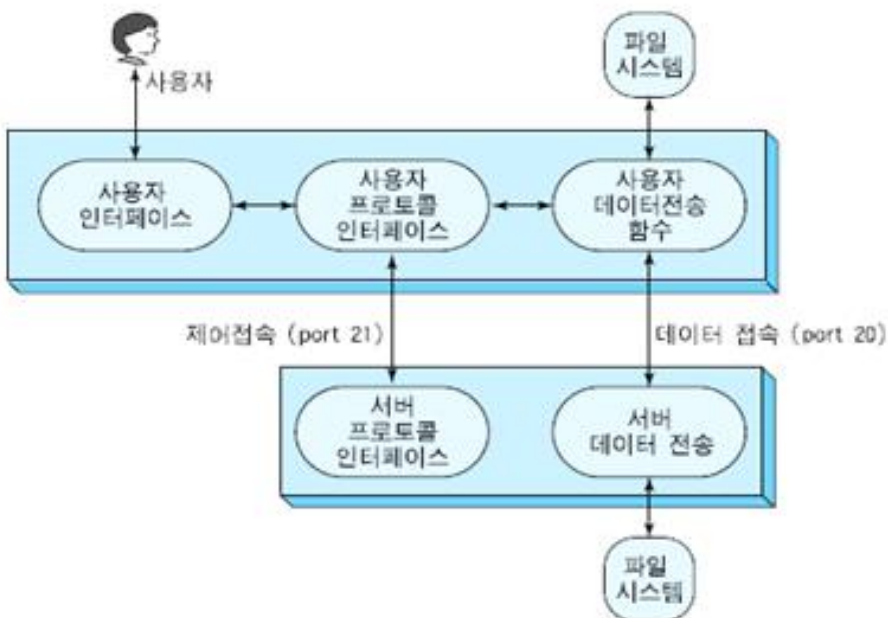 사용자
파일
시스템
사용자
인터페이스
사용자
프로토콜
인터페이스
사용자
데이터전송
함수
제어접속 (port 21)
데이터 접속 (port 20)
서버
프로토콜
인터페이스
서버
데이터 전송
파일
시스템